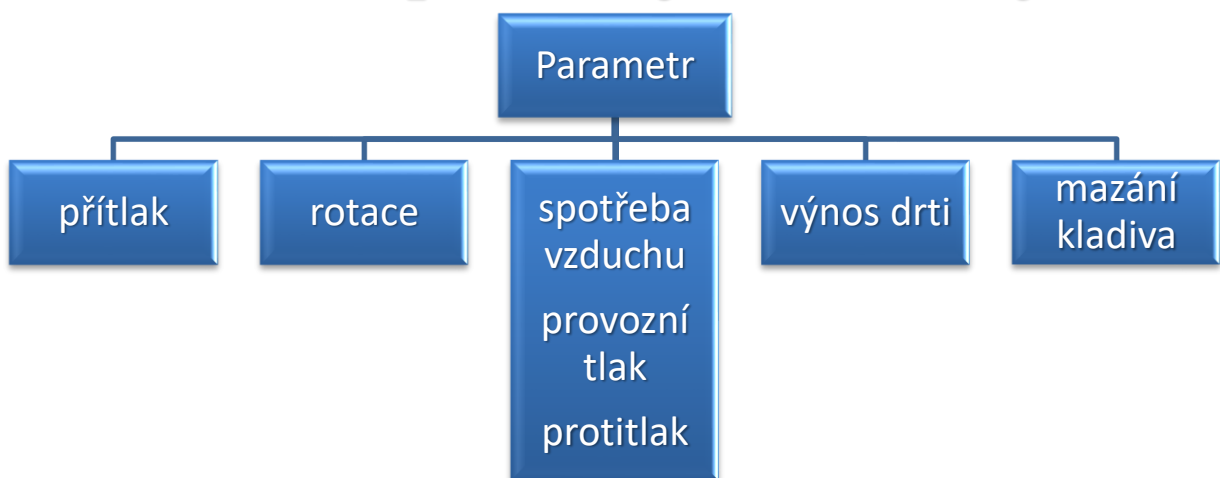 Parametr
přítlak
rotace
spotřeba
vzduchu
provozní
tlak
protitlak
výnos drti
mazání
kladiva